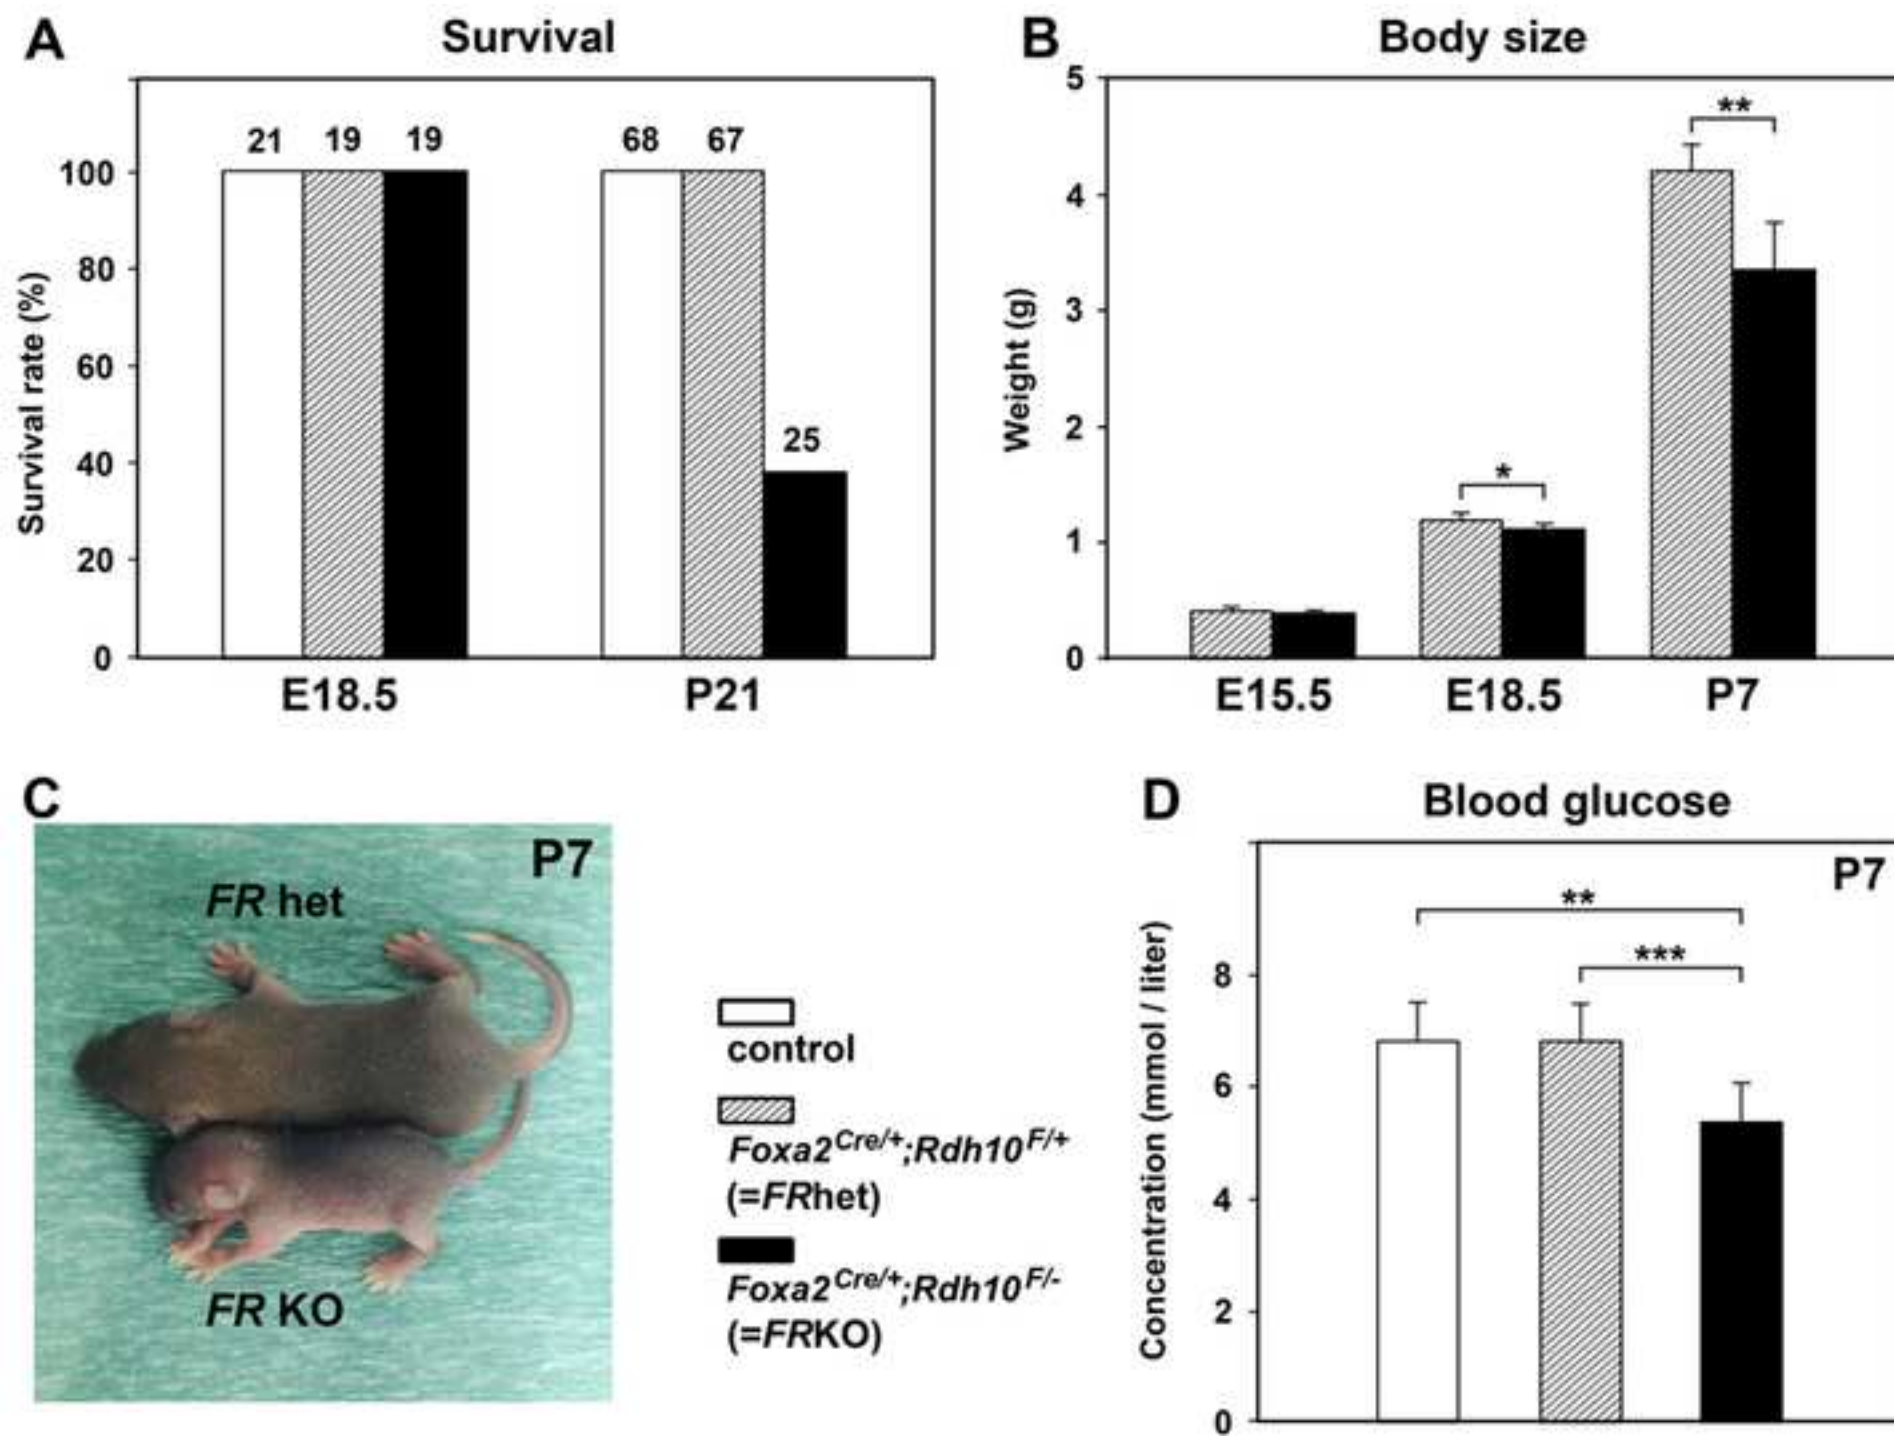 A
Survival
Survival rate (%)
100
80
60
40
20
0
21
19
19
68
67
25
E18.5
P21
B
Body size
Weight (g)
5
4
3
2
1
0
*
**
E15.5
E18.5
P7
C
P7
FR het
FR KO
control
Foxa2Cre/+;Rdh10F/+
(=FRhet)
Foxa2Cre/+;Rdh10F/-
(=FRKO)
D
Blood glucose
P7
Concentration (mmol / liter)
8
6
4
2
0
**
***